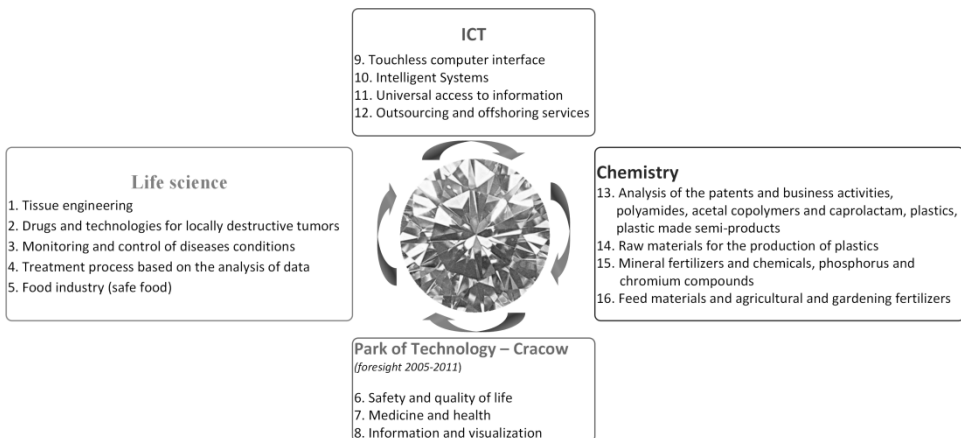 ICT
9. Touchless computer interface
10. Intelligent Systems
11. Universal access to information
12. Outsourcing and offshoring services
Life science
1. Tissue engineering
2. Drugs and technologies for locally destructive tumors
3. Monitoring and control of diseases conditions
4. Treatment process based on the analysis of data
5. Food industry (safe food)
Chemistry
13. Analysis of the patents and business activities,
polyamides, acetal copolymers and caprolactam, plastics,
plastic made semi-products
14. Raw materials for the production of plastics
15. Mineral fertilizers and chemicals, phosphorus and
chromium compounds
16. Feed materials and agricultural and gardening fertilizers
Park of Technology – Cracow
(foresight 2005-2011)
6. Safety and quality of life
7. Medicine and health
8. Information and visualization